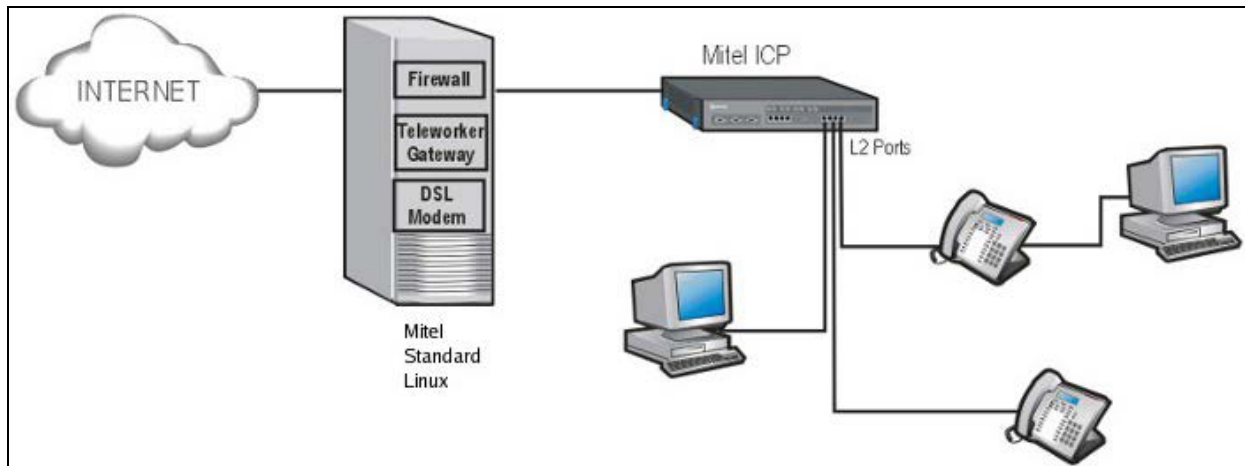 INTERNET
Firewall
Teleworker
Gateway
DSL
Modem
Mitel
Standard
Linux
Mitel ICP
L2 Ports